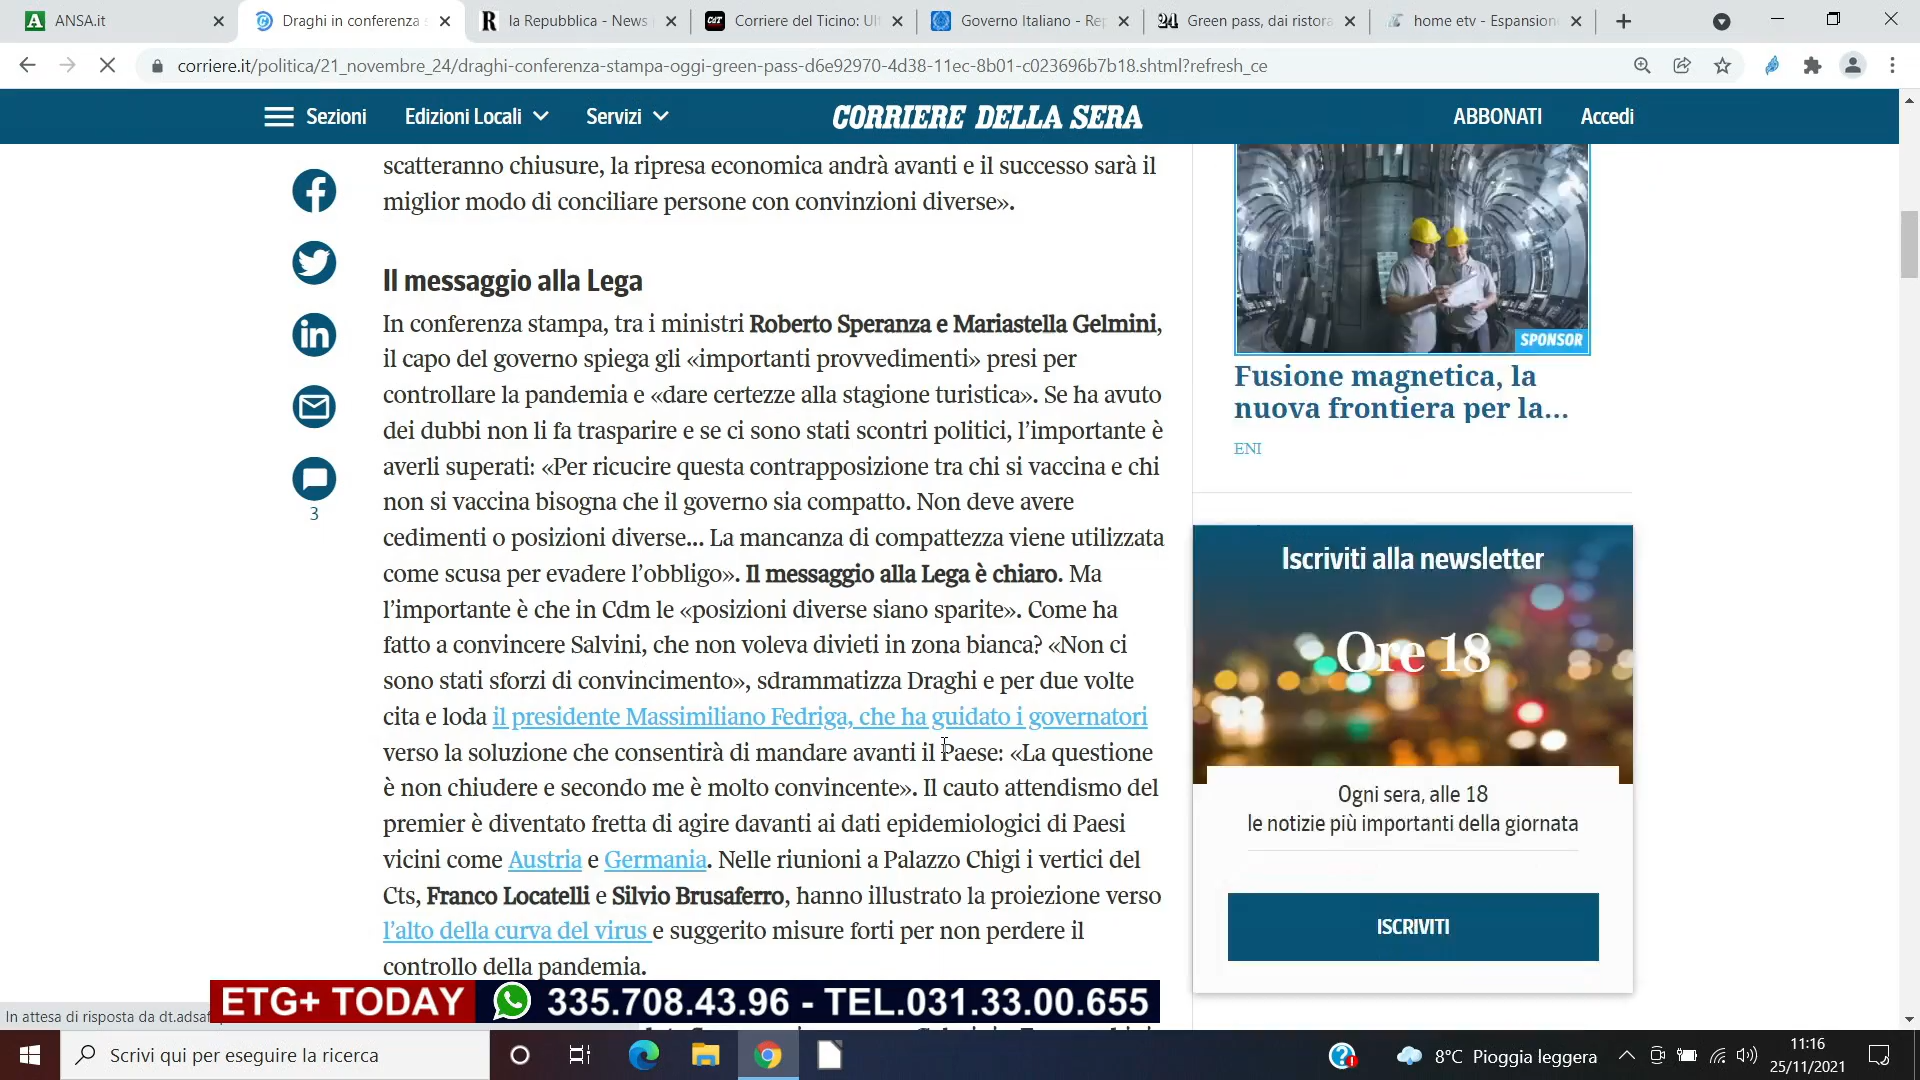 ANSA.it
Draghi in conferenza s
la Repubblica - News
Corriere del Ticino: Ul
Governo Italiano - Re
Green pass, dai ristora
home etv - Espansion
corriere.it/politica/21_novembre_24/draghi-conferenza-stampa-oggi-green-pass-d6e92970-4d38-11ec-8b01-c023696b7b18.shtml?refresh_ce
Sezioni
Edizioni Locali
Servizi
CORRIERE DELLA SERA
ABBONATI
Accedi
scatteranno chiusure, la ripresa economica andrà avanti e il successo sarà il
miglior modo di conciliare persone con convinzioni diverse».
Il messaggio alla Lega
In conferenza stampa, tra i ministri Roberto Speranza e Mariastella Gelmini,
il capo del governo spiega gli «importanti provvedimenti» presi per
controllare la pandemia e «dare certezze alla stagione turistica». Se ha avuto
dei dubbi non li fa trasparire e se ci sono stati scontri politici, l’importante è
averli superati: «Per ricucire questa contrapposizione tra chi si vaccina e chi
non si vaccina bisogna che il governo sia compatto. Non deve avere
cedimenti o posizioni diverse... La mancanza di compattezza viene utilizzata
come scusa per evadere l’obbligo». Il messaggio alla Lega è chiaro. Ma
l’importante è che in Cdm le «posizioni diverse siano sparite». Come ha
fatto a convincere Salvini, che non voleva divieti in zona bianca? «Non ci
sono stati sforzi di convincimento», sdrammatizza Draghi e per due volte
cita e loda il presidente Massimiliano Fedriga, che ha guidato i governatori
verso la soluzione che consentirà di mandare avanti il Paese: «La questione
è non chiudere e secondo me è molto convincente». Il cauto attendismo del
premier è diventato fretta di agire davanti ai dati epidemiologici di Paesi
vicini come Austria e Germania. Nelle riunioni a Palazzo Chigi i vertici del
Cts, Franco Locatelli e Silvio Brusaferro, hanno illustrato la proiezione verso
l’alto della curva del virus e suggerito misure forti per non perdere il
controllo della pandemia.
3
SPONSOR
Fusione magnetica, la
nuova frontiera per la...
ENI
Iscriviti alla newsletter
Ore 18
Ogni sera, alle 18
le notizie più importanti della giornata
ISCRIVITI
ETG+ TODAY
335.708.43.96 - TEL.031.33.00.655
In attesa di risposta da dt.adsaf
Scrivi qui per eseguire la ricerca
8°C Pioggia leggera
11:16
25/11/2021